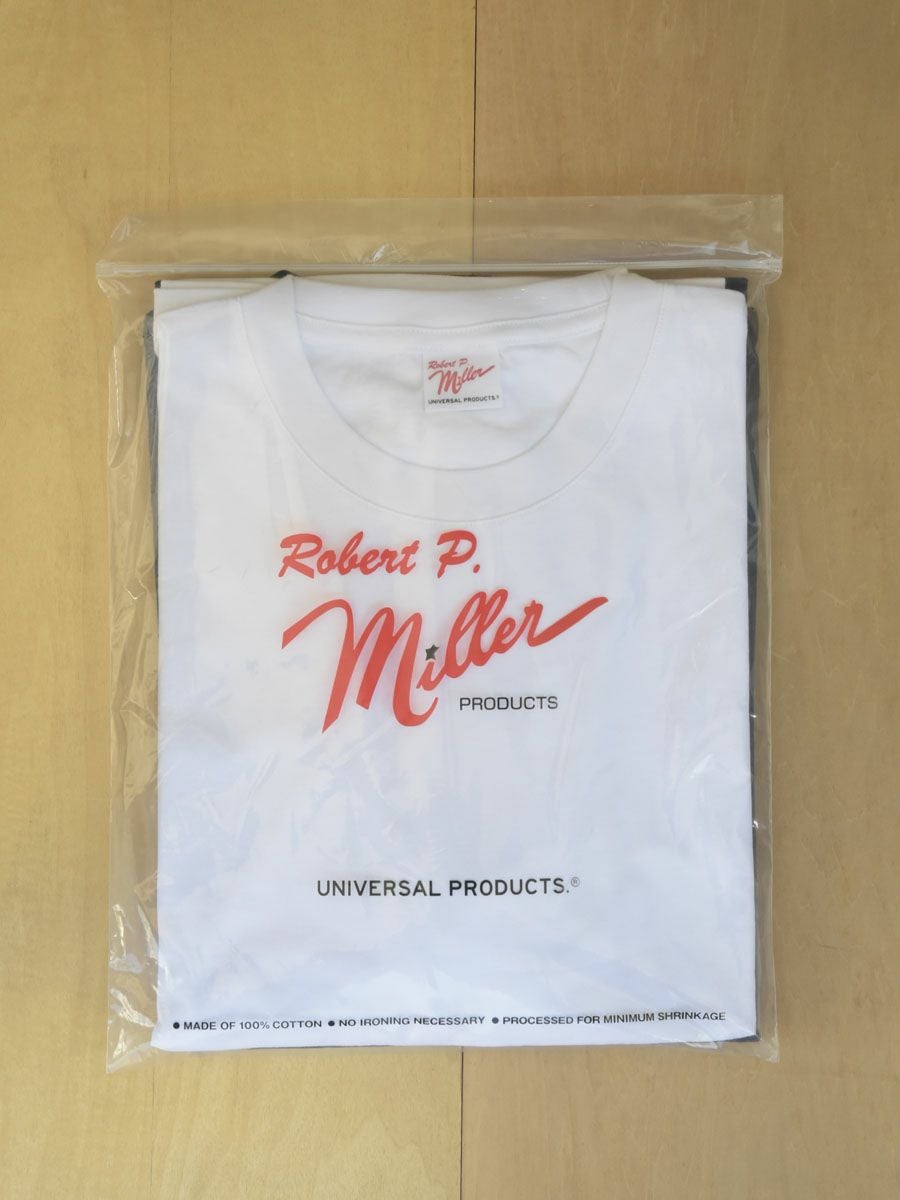 Robert P.
Miller
UNIVERSAL PRODUCTS.®
Robert P.
Miller
PRODUCTS
UNIVERSAL PRODUCTS.®
● MADE OF 100% COTTON ● NO IRONING NECESSARY ● PROCESSED FOR MINIMUM SHRINKAGE